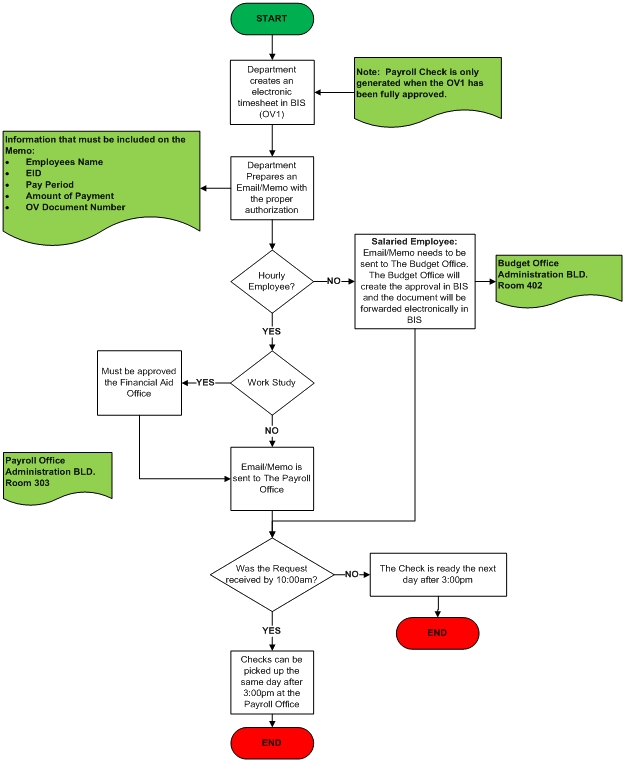 START
Department
creates an
electronic
timesheet in BIS
(OV1)
Note:  Payroll Check is only
generated when the OV1 has
been fully approved.
Information that must be included on the
Memo:
• Employees Name
• EID
• Pay Period
• Amount of Payment
• OV Document Number
Department
Prepares an
Email/Memo with
the proper
authorization
Hourly
Employee?
NO
Salaried Employee:
Email/Memo needs to be
sent to The Budget Office.
The Budget Office will
create the approval in BIS
and the document will be
forwarded electronically in
BIS
Budget Office
Administration BLD.
Room 402
YES
Work Study
YES
Must be approved
the Financial Aid
Office
NO
Payroll Office
Administration BLD.
Room 303
Email/Memo is
sent to The Payroll
Office
Was the Request
received by 10:00am?
NO
The Check is ready the next
day after 3:00pm
END
YES
Checks can be
picked up the
same day after
3:00pm at the
Payroll Office
END